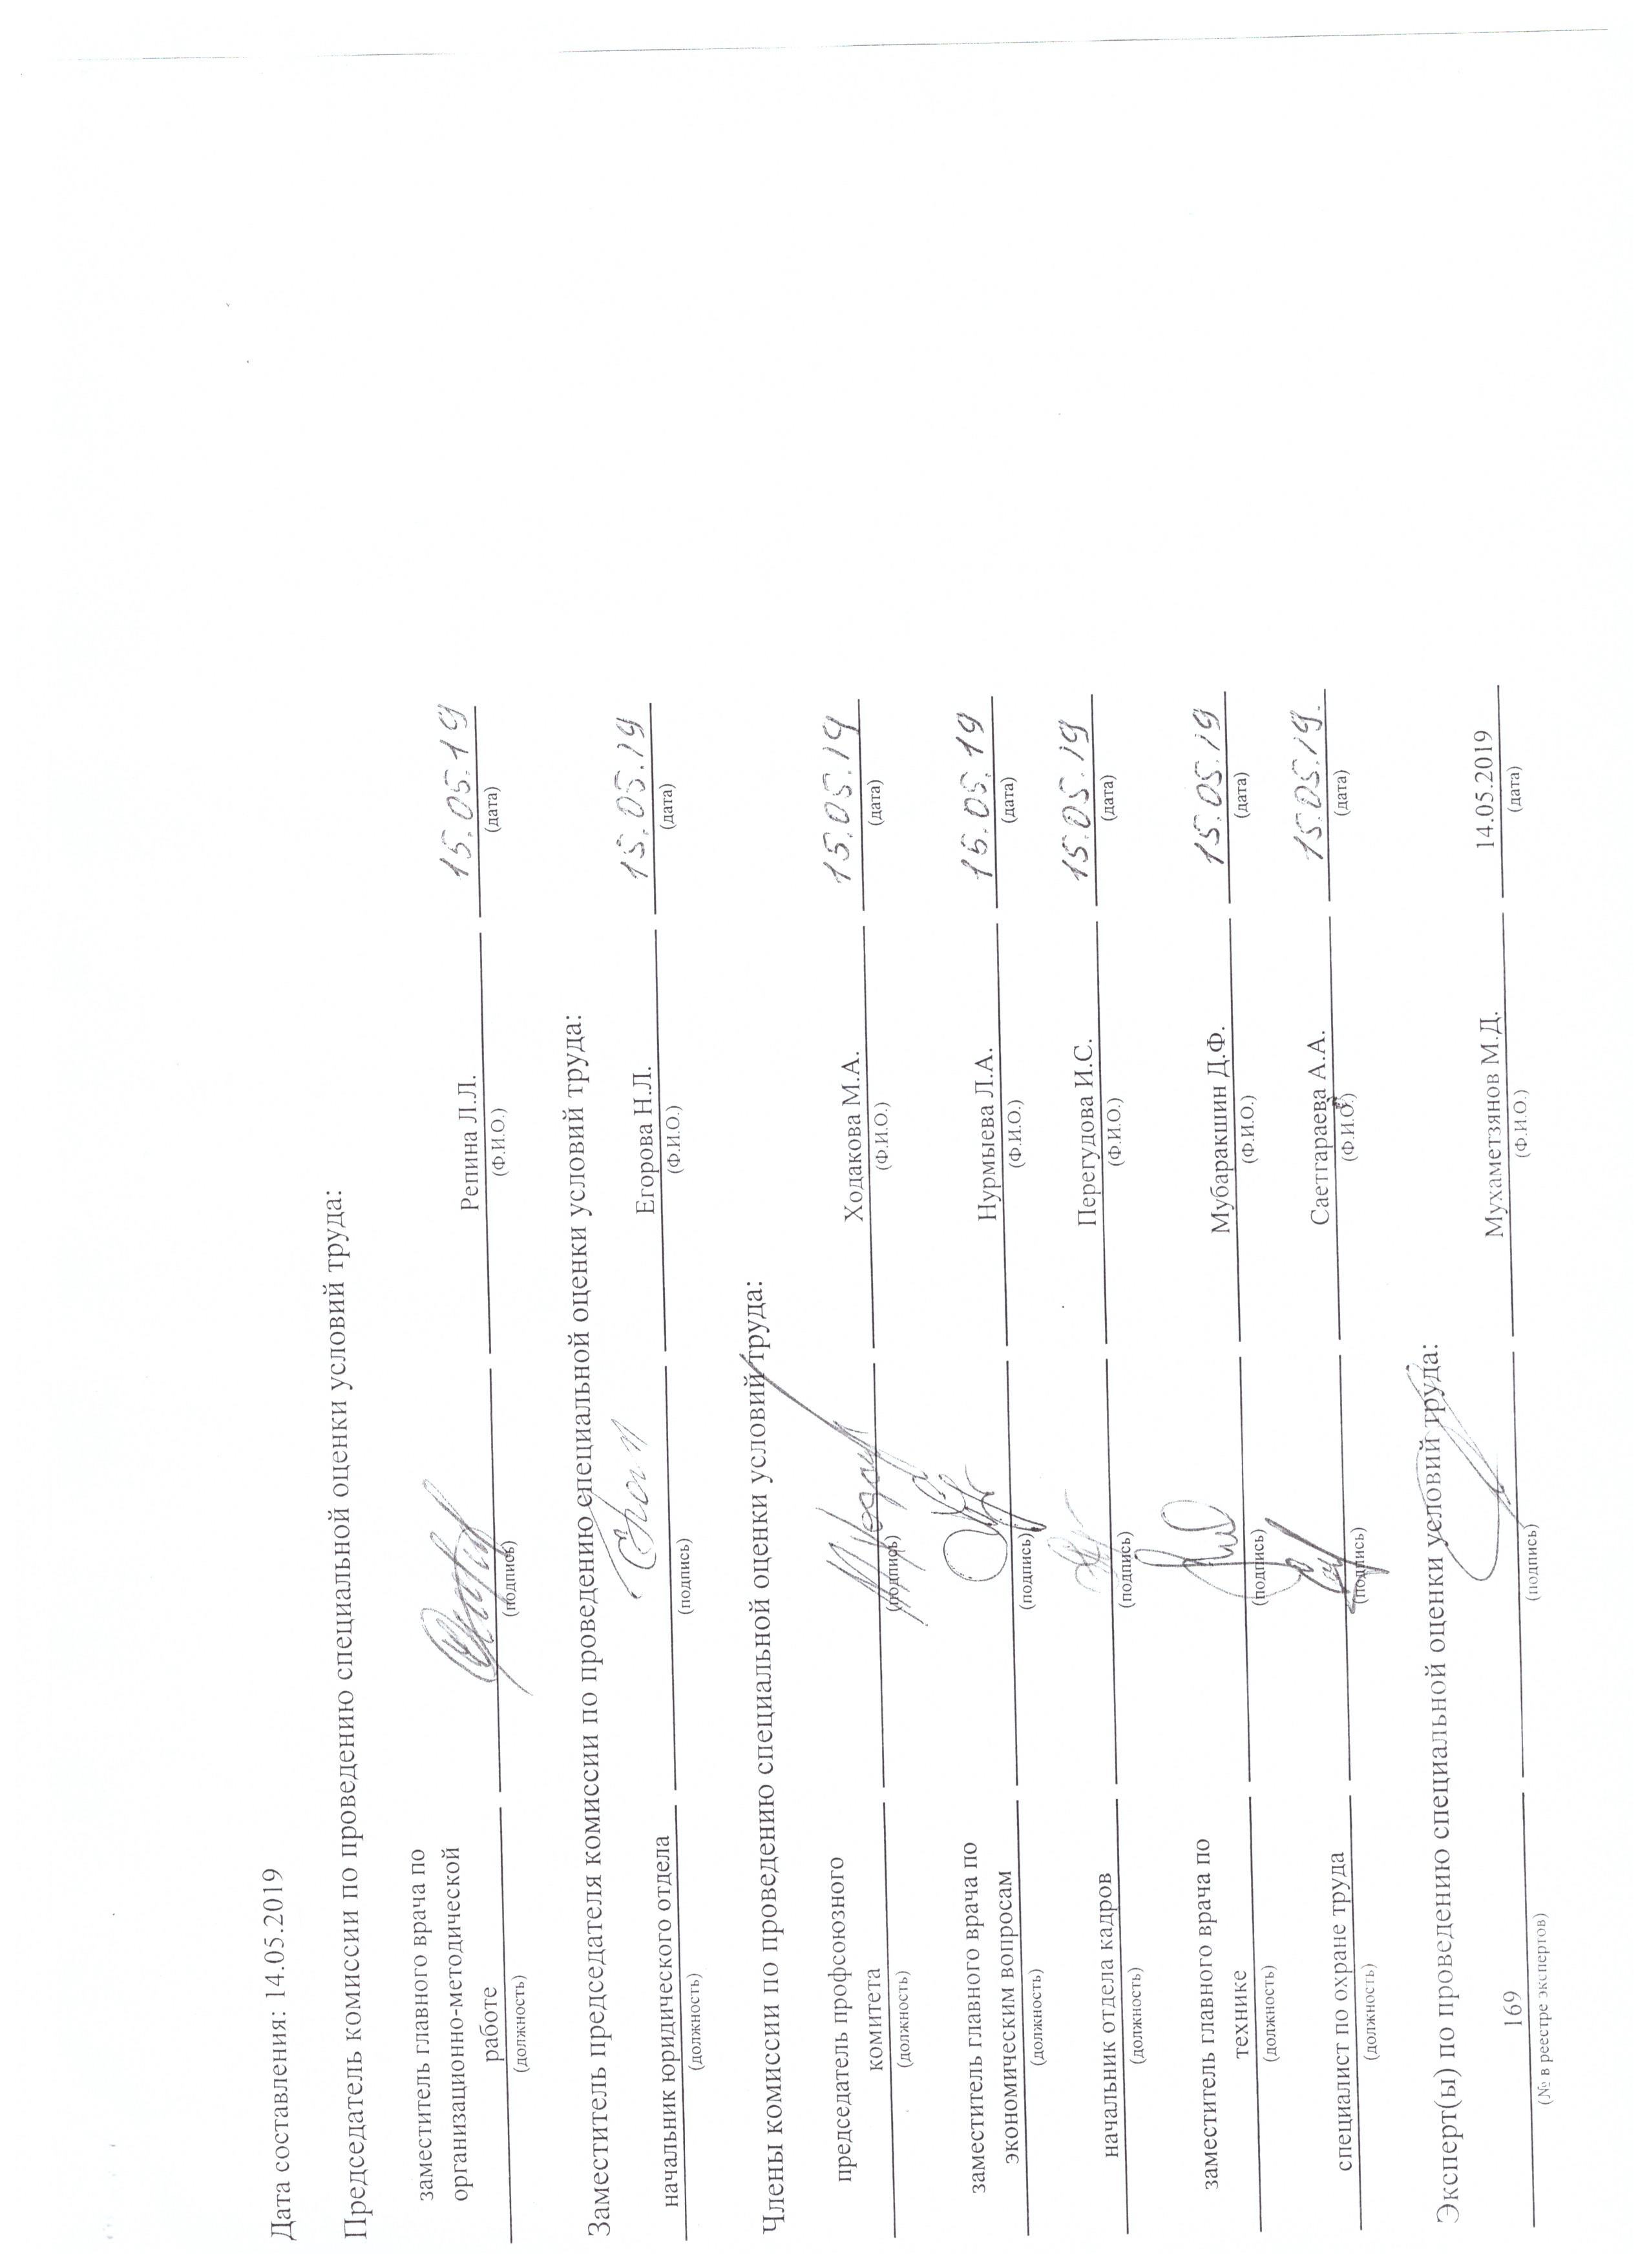 Дата составления: 14.05.2019
Председатель комиссии по проведению специальной оценки условий труда:
заместитель главного врача по
организационно-методической
работе Репина Л.Л. 15.05.19
(должность) (подпись) (Ф.И.О.) (дата)
Заместитель председателя комиссии по проведению специальной оценки условий труда:
начальник юридического отдела Егорова Н.Л. 15.05.19
(должность) (подпись) (Ф.И.О.) (дата)
Члены комиссии по проведению специальной оценки условий труда:
председатель профсоюзного
комитета Ходакова М.А. 15.05.19
(должность) (подпись) (Ф.И.О.) (дата)
заместитель главного врача по
экономическим вопросам Нурмыева Л.А. 15.05.19
(должность) (подпись) (Ф.И.О.) (дата)
начальник отдела кадров Перегудова И.С. 15.05.19
(должность) (подпись) (Ф.И.О.) (дата)
заместитель главного врача по
технике Мубаракшин Д.Ф. 15.05.19
(должность) (подпись) (Ф.И.О.) (дата)
специалист по охране труда Саетгараева А.А. 15.05.19.
(должность) (подпись) (Ф.И.О.) (дата)
Эксперт(ы) по проведению специальной оценки условий труда:
169 Мухаметзянов М.Д. 14.05.2019
(№ в реестре экспертов) (подпись) (Ф.И.О.) (дата)